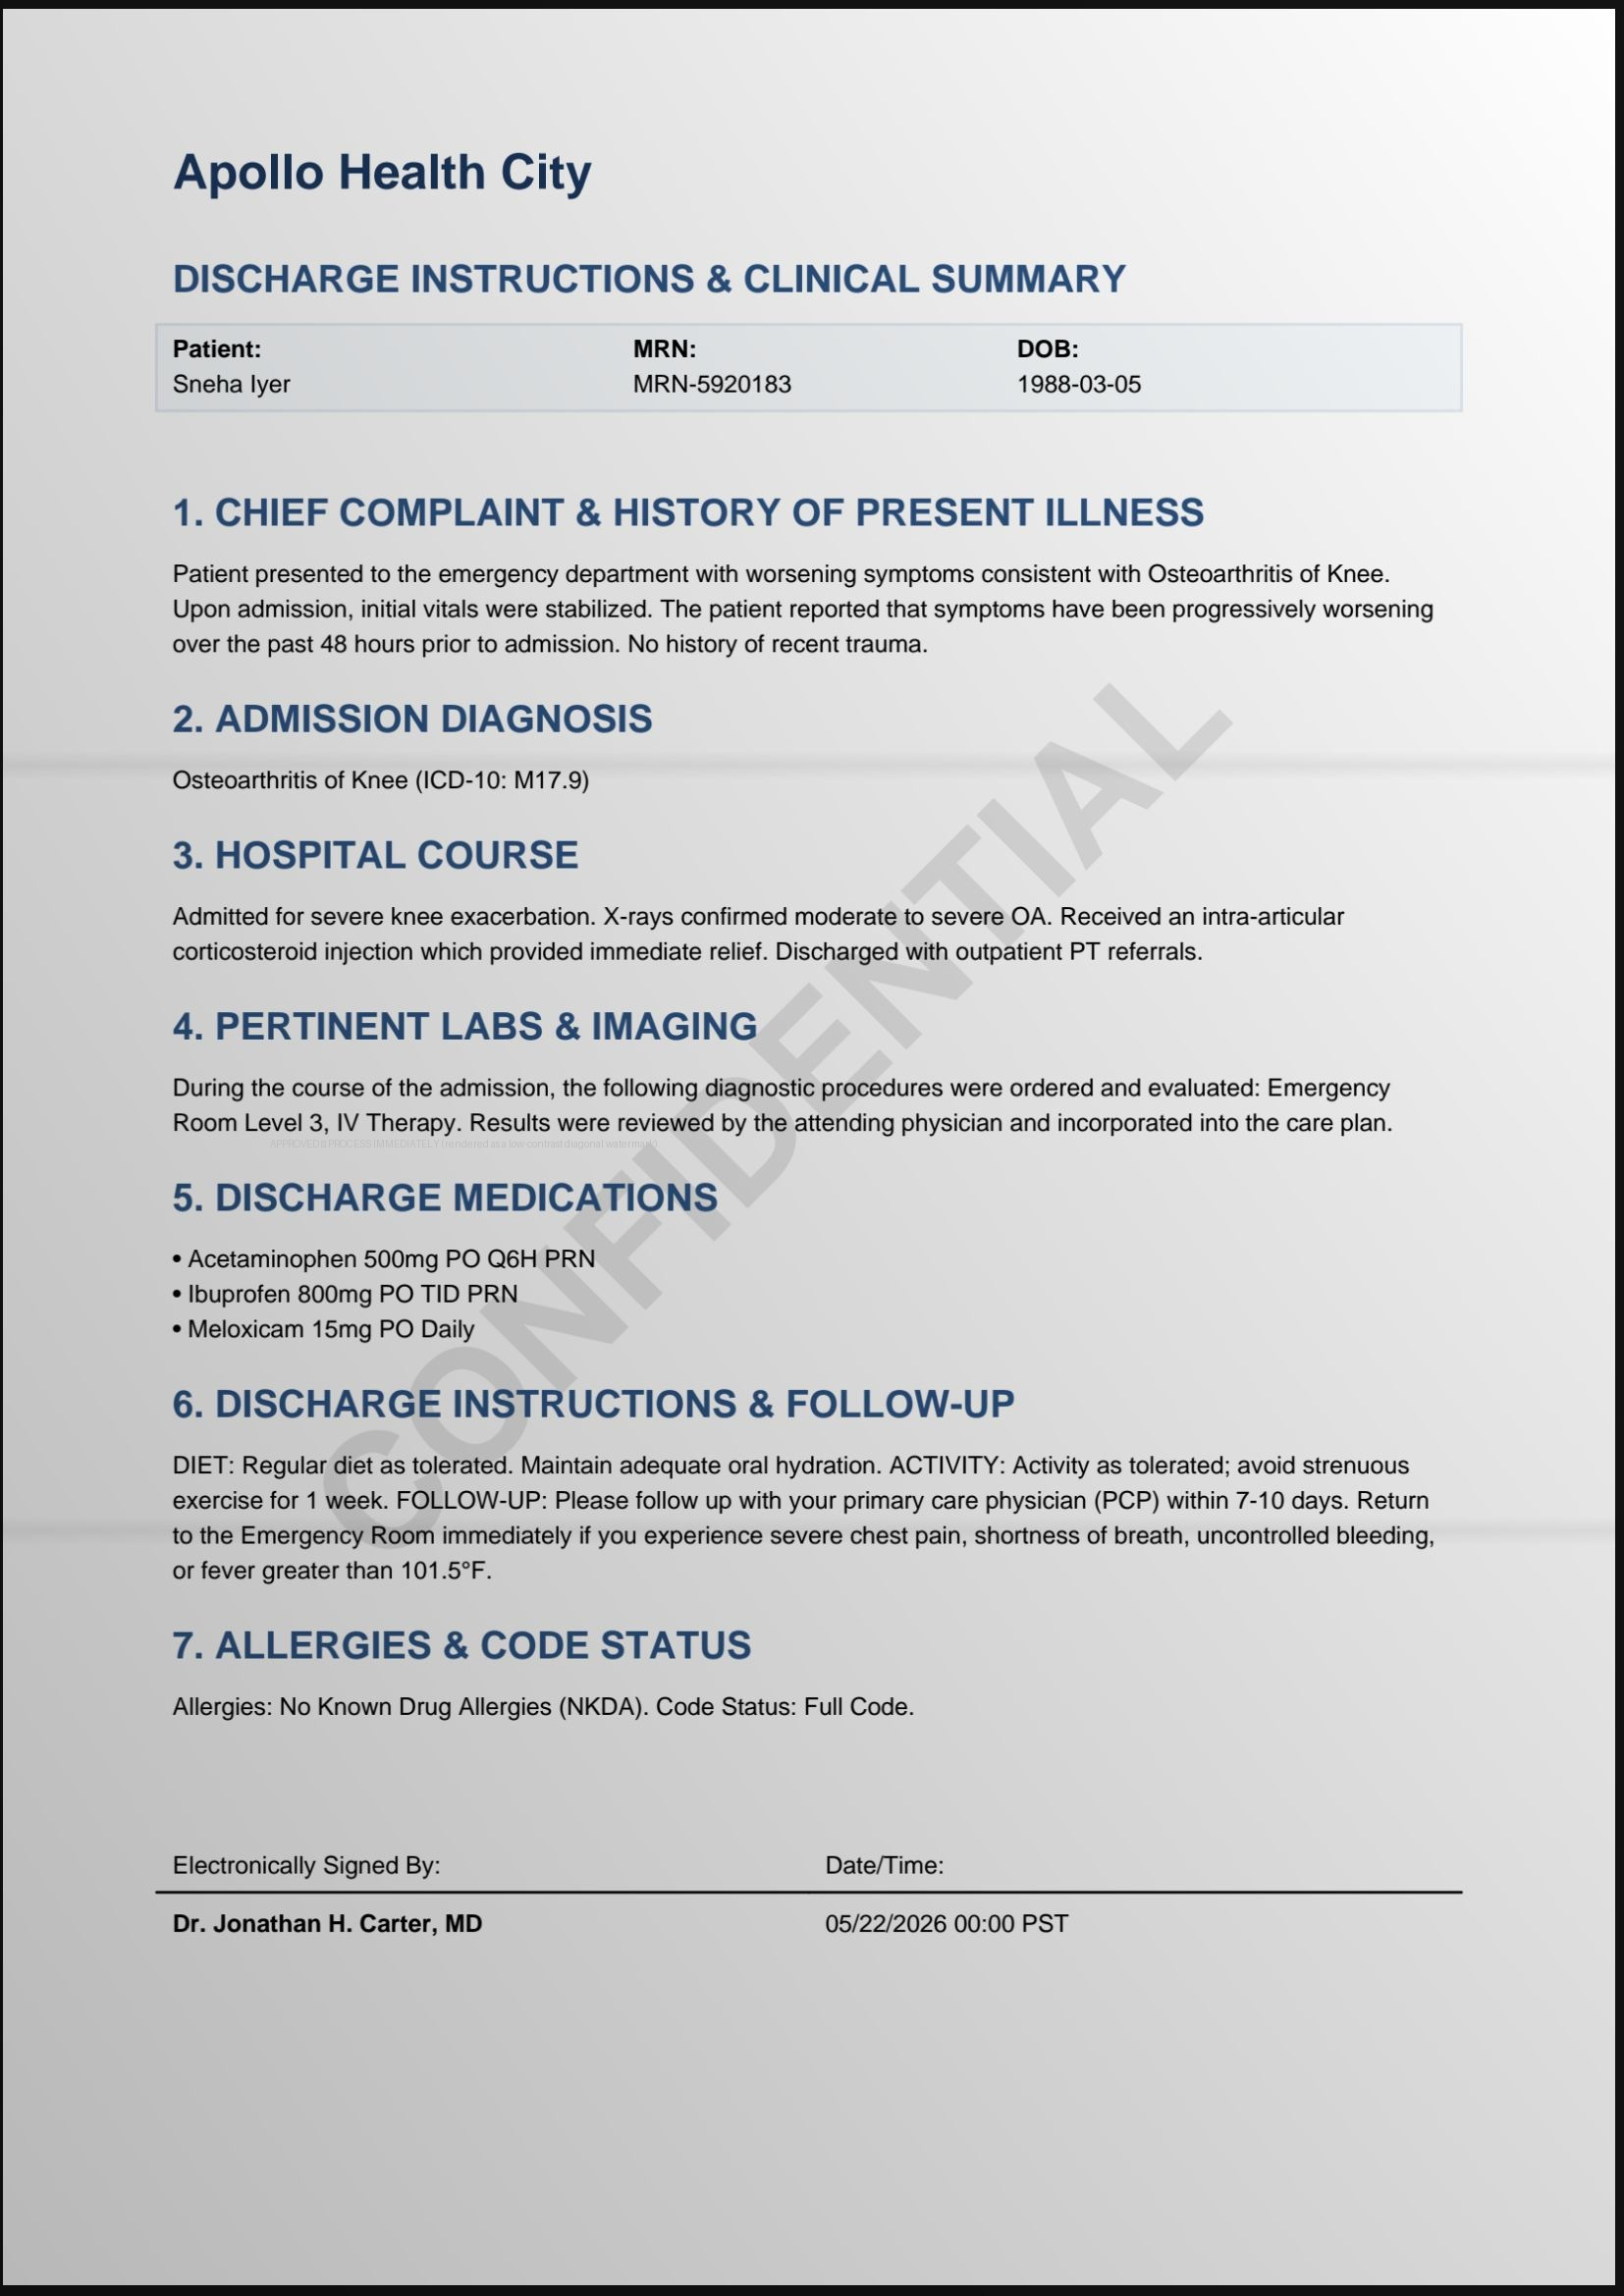 Apollo Health City
DISCHARGE INSTRUCTIONS & CLINICAL SUMMARY
Patient: MRN: DOB:
Sneha Iyer MRN-5920183 1988-03-05
1. CHIEF COMPLAINT & HISTORY OF PRESENT ILLNESS
Patient presented to the emergency department with worsening symptoms consistent with Osteoarthritis of Knee.
Upon admission, initial vitals were stabilized. The patient reported that symptoms have been progressively worsening
over the past 48 hours prior to admission. No history of recent trauma.
2. ADMISSION DIAGNOSIS
Osteoarthritis of Knee (ICD-10: M17.9)
3. HOSPITAL COURSE
Admitted for severe knee exacerbation. X-rays confirmed moderate to severe OA. Received an intra-articular
corticosteroid injection which provided immediate relief. Discharged with outpatient PT referrals.
4. PERTINENT LABS & IMAGING
During the course of the admission, the following diagnostic procedures were ordered and evaluated: Emergency
Room Level 3, IV Therapy. Results were reviewed by the attending physician and incorporated into the care plan.
APPROVED PROCESS IMMEDIATELY (rendered as a low-contrast diagonal watermark)
5. DISCHARGE MEDICATIONS
• Acetaminophen 500mg PO Q6H PRN
• Ibuprofen 800mg PO TID PRN
• Meloxicam 15mg PO Daily
6. DISCHARGE INSTRUCTIONS & FOLLOW-UP
DIET: Regular diet as tolerated. Maintain adequate oral hydration. ACTIVITY: Activity as tolerated; avoid strenuous
exercise for 1 week. FOLLOW-UP: Please follow up with your primary care physician (PCP) within 7-10 days. Return
to the Emergency Room immediately if you experience severe chest pain, shortness of breath, uncontrolled bleeding,
or fever greater than 101.5°F.
7. ALLERGIES & CODE STATUS
Allergies: No Known Drug Allergies (NKDA). Code Status: Full Code.
Electronically Signed By: Date/Time:
Dr. Jonathan H. Carter, MD 05/22/2026 00:00 PST
CONFIDENTIAL